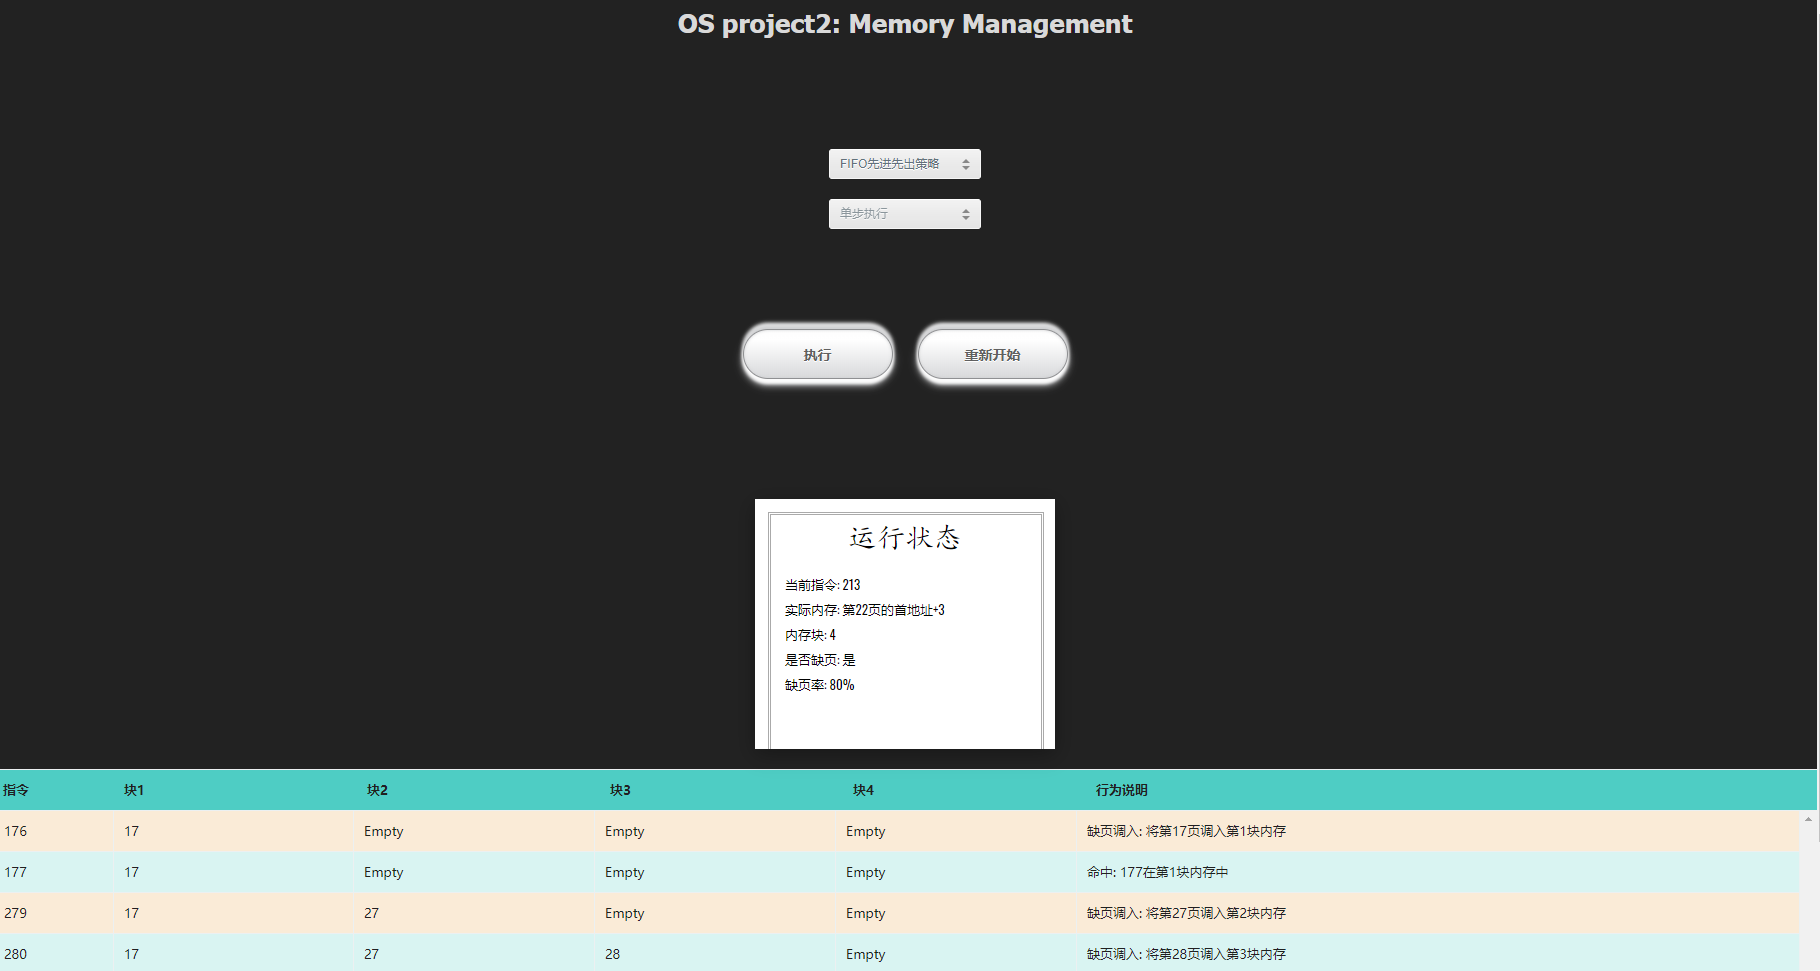 OS project2: Memory Management
FIFO先进先出策略
单步执行
执行 重新开始
运行状态
当前指令: 213
实际内存: 第22页的首地址+3
内存块: 4
是否缺页: 是
缺页率: 80%
指令 块1 块2 块3 块4 行为说明
176 17 Empty Empty Empty 缺页调入: 将第17页调入第1块内存
177 17 Empty Empty Empty 命中: 177在第1块内存中
279 17 27 Empty Empty 缺页调入: 将第27页调入第2块内存
280 17 27 28 Empty 缺页调入: 将第28页调入第3块内存